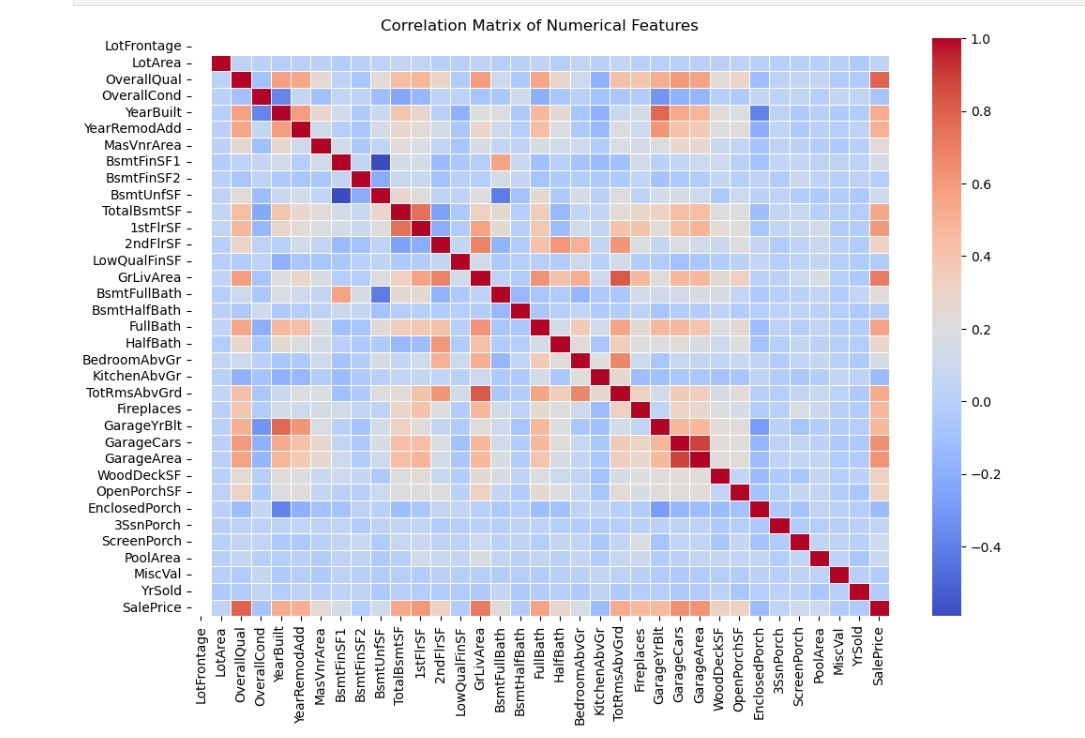 Correlation Matrix of Numerical Features
LotFrontage
LotArea
OverallQual
OverallCond
YearBuilt
YearRemodAdd
MasVnrArea
BsmtFinSF1
BsmtFinSF2
BsmtUnfSF
TotalBsmtSF
1stFlrSF
2ndFlrSF
LowQualFinSF
GrLivArea
BsmtFullBath
BsmtHalfBath
FullBath
HalfBath
BedroomAbvGr
KitchenAbvGr
TotRmsAbvGrd
Fireplaces
GarageYrBlt
GarageCars
GarageArea
WoodDeckSF
OpenPorchSF
EnclosedPorch
3SsnPorch
ScreenPorch
PoolArea
MiscVal
YrSold
SalePrice
LotFrontage
LotArea
OverallQual
OverallCond
YearBuilt
YearRemodAdd
MasVnrArea
BsmtFinSF1
BsmtFinSF2
BsmtUnfSF
TotalBsmtSF
1stFlrSF
2ndFlrSF
LowQualFinSF
GrLivArea
BsmtFullBath
BsmtHalfBath
FullBath
HalfBath
BedroomAbvGr
KitchenAbvGr
TotRmsAbvGrd
Fireplaces
GarageYrBlt
GarageCars
GarageArea
WoodDeckSF
OpenPorchSF
EnclosedPorch
3SsnPorch
ScreenPorch
PoolArea
MiscVal
YrSold
SalePrice
1.0
0.8
0.6
0.4
0.2
0.0
−0.2
−0.4